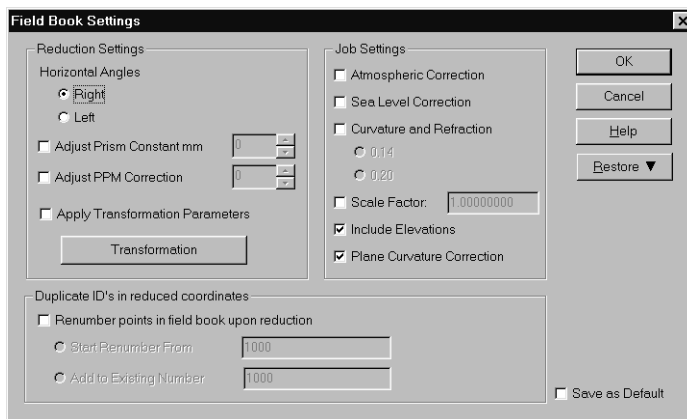 Field Book Settings
Reduction Settings
Horizontal Angles
Right
Left
Adjust Prism Constant mm 0
Adjust PPM Correction 0
Apply Transformation Parameters
Transformation
Job Settings
Atmospheric Correction
Sea Level Correction
Curvature and Refraction
0.14
0.20
Scale Factor: 1.00000000
Include Elevations
Plane Curvature Correction
OK
Cancel
Help
Restore ▼
Duplicate ID's in reduced coordinates
Renumber points in field book upon reduction
Start Renumber From 1000
Add to Existing Number 1000
Save as Default